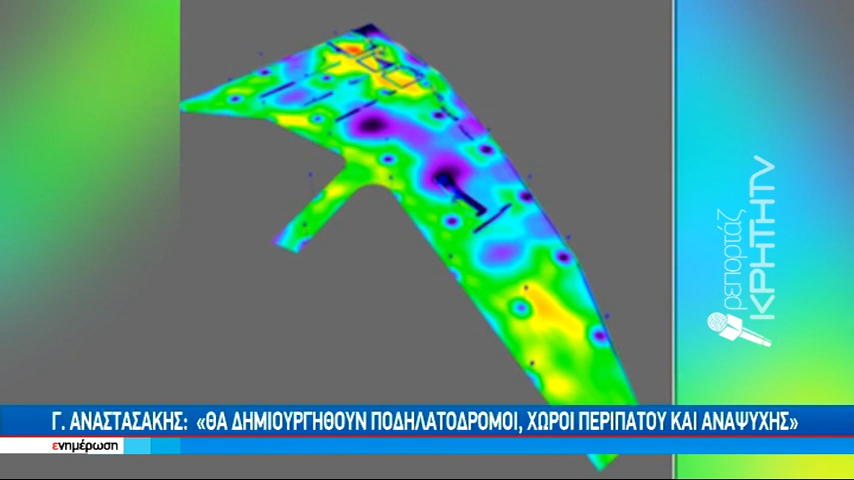 ρεπορτάζ
ΚΡΗΤΗTV
Γ. ΑΝΑΣΤΑΣΑΚΗΣ: «ΘΑ ΔΗΜΙΟΥΡΓΗΘΟΥΝ ΠΟΔΗΛΑΤΟΔΡΟΜΟΙ, ΧΩΡΟΙ ΠΕΡΙΠΑΤΟΥ ΚΑΙ ΑΝΑΨΥΧΗΣ»
ενημέρωση